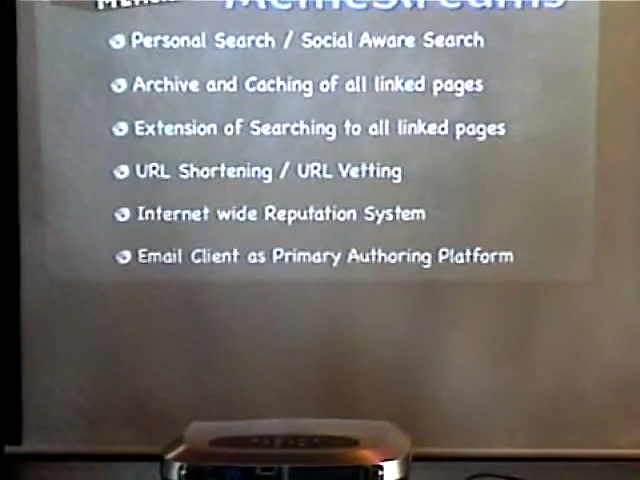 MemeStreams
Personal Search / Social Aware Search
Archive and Caching of all linked pages
Extension of Searching to all linked pages
URL Shortening / URL Vetting
Internet wide Reputation System
Email Client as Primary Authoring Platform